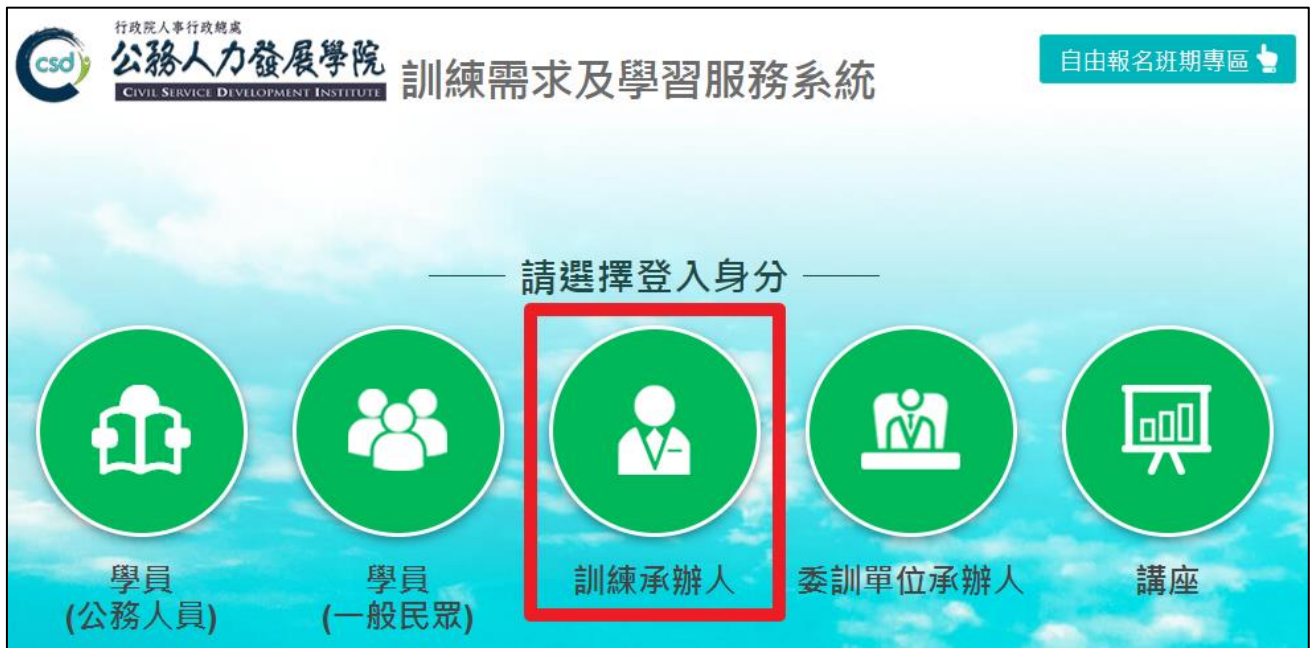 行政院人事行政總處
csdi
公務人力發展學院
CIVIL SERVICE DEVELOPMENT INSTITUTE
訓練需求及學習服務系統
自由報名班期專區
請選擇登入身分
學員
(公務人員)
學員
(一般民眾)
訓練承辦人
委訓單位承辦人
講座